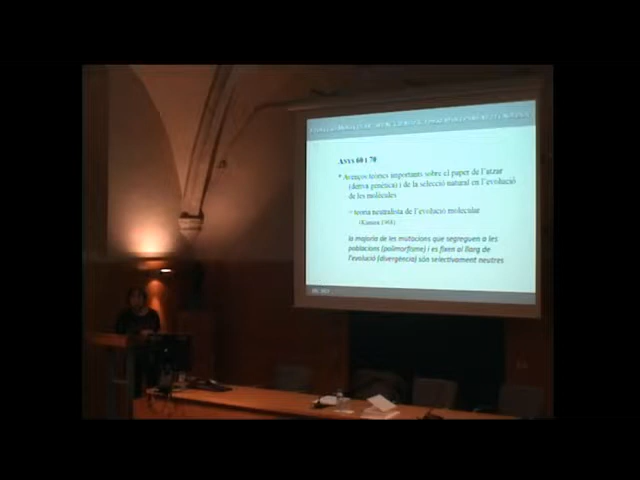 ANYS 60 I 70
* Avenços teòrics importants sobre el paper de l'atzar
(deriva genètica) i de la selecció natural en l'evolució
de les molècules
teoria neutralista de l'evolució molecular
(Kimura 1968)
la majoria de les mutacions que segreguen a les
poblacions (polimorfisme) i es fixen al llarg de
l'evolució (divergència) són selectivament neutres